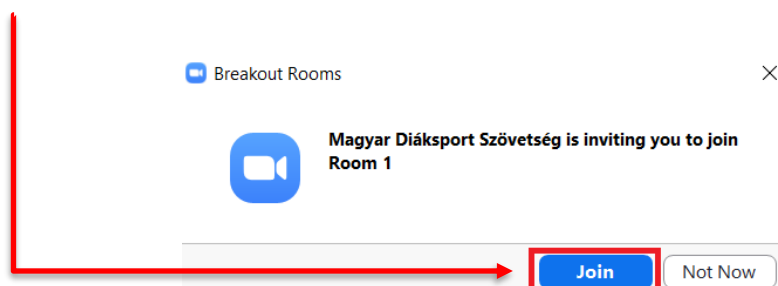 Breakout Rooms
Magyar Diáksport Szövetség is inviting you to join
Room 1
Join
Not Now